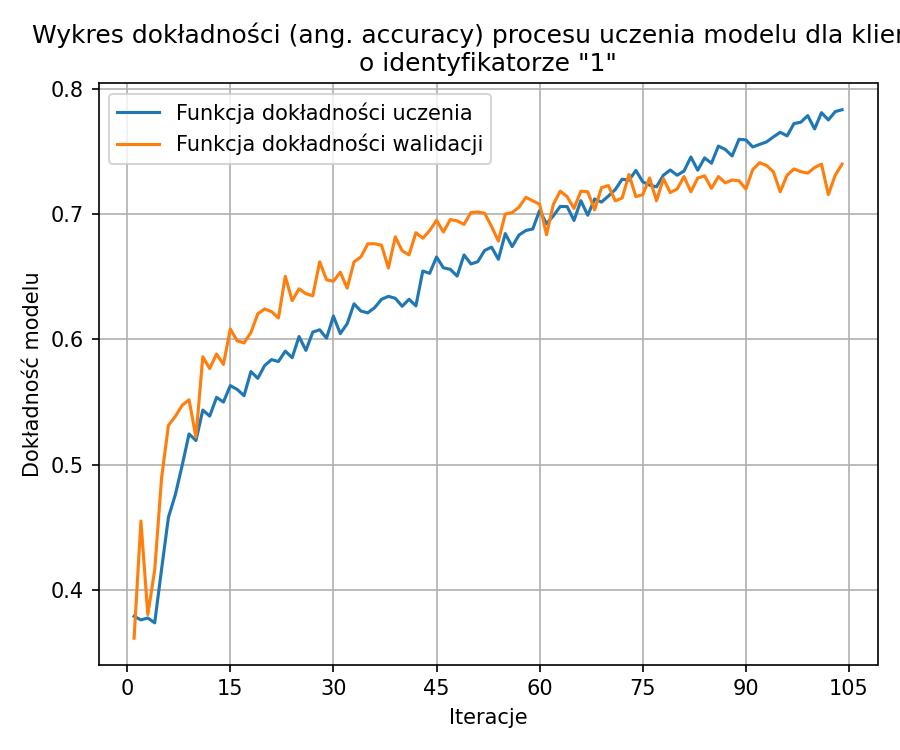 Wykres dokładności (ang. accuracy) procesu uczenia modelu dla
o identyfikatorze "1"
Funkcja dokładności uczenia
Funkcja dokładności walidacji
Dokładność modelu
0.8
0.7
0.6
0.5
0.4
0 15 30 45 60 75 90 105
Iteracje